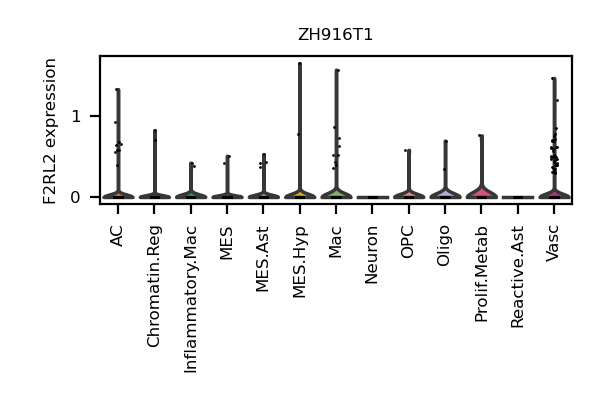 ZH916T1
F2RL2 expression
1
0
AC
Chromatin.Reg
Inflammatory.Mac
MES
MES.Ast
MES.Hyp
Mac
Neuron
OPC
Oligo
Prolif.Metab
Reactive.Ast
Vasc